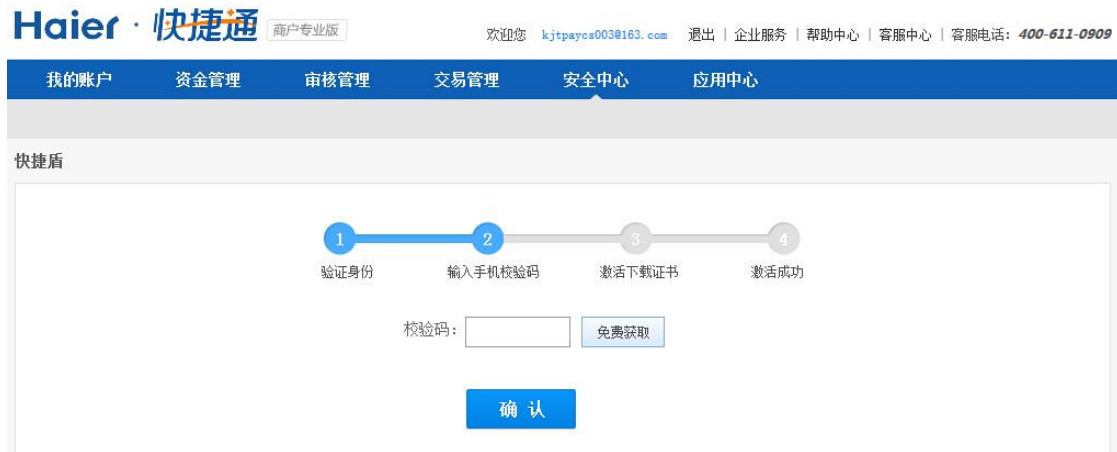 Haier · 快捷通 商户专业版 欢迎您 kjtpaycs003@163.com 退出 | 企业服务 | 帮助中心 | 客服中心 | 客服电话：400-611-0909
我的账户 资金管理 审核管理 交易管理 安全中心 应用中心
快捷盾
1 2 3 4
验证身份 输入手机校验码 激活下载证书 激活成功
校验码： 免费获取
确 认